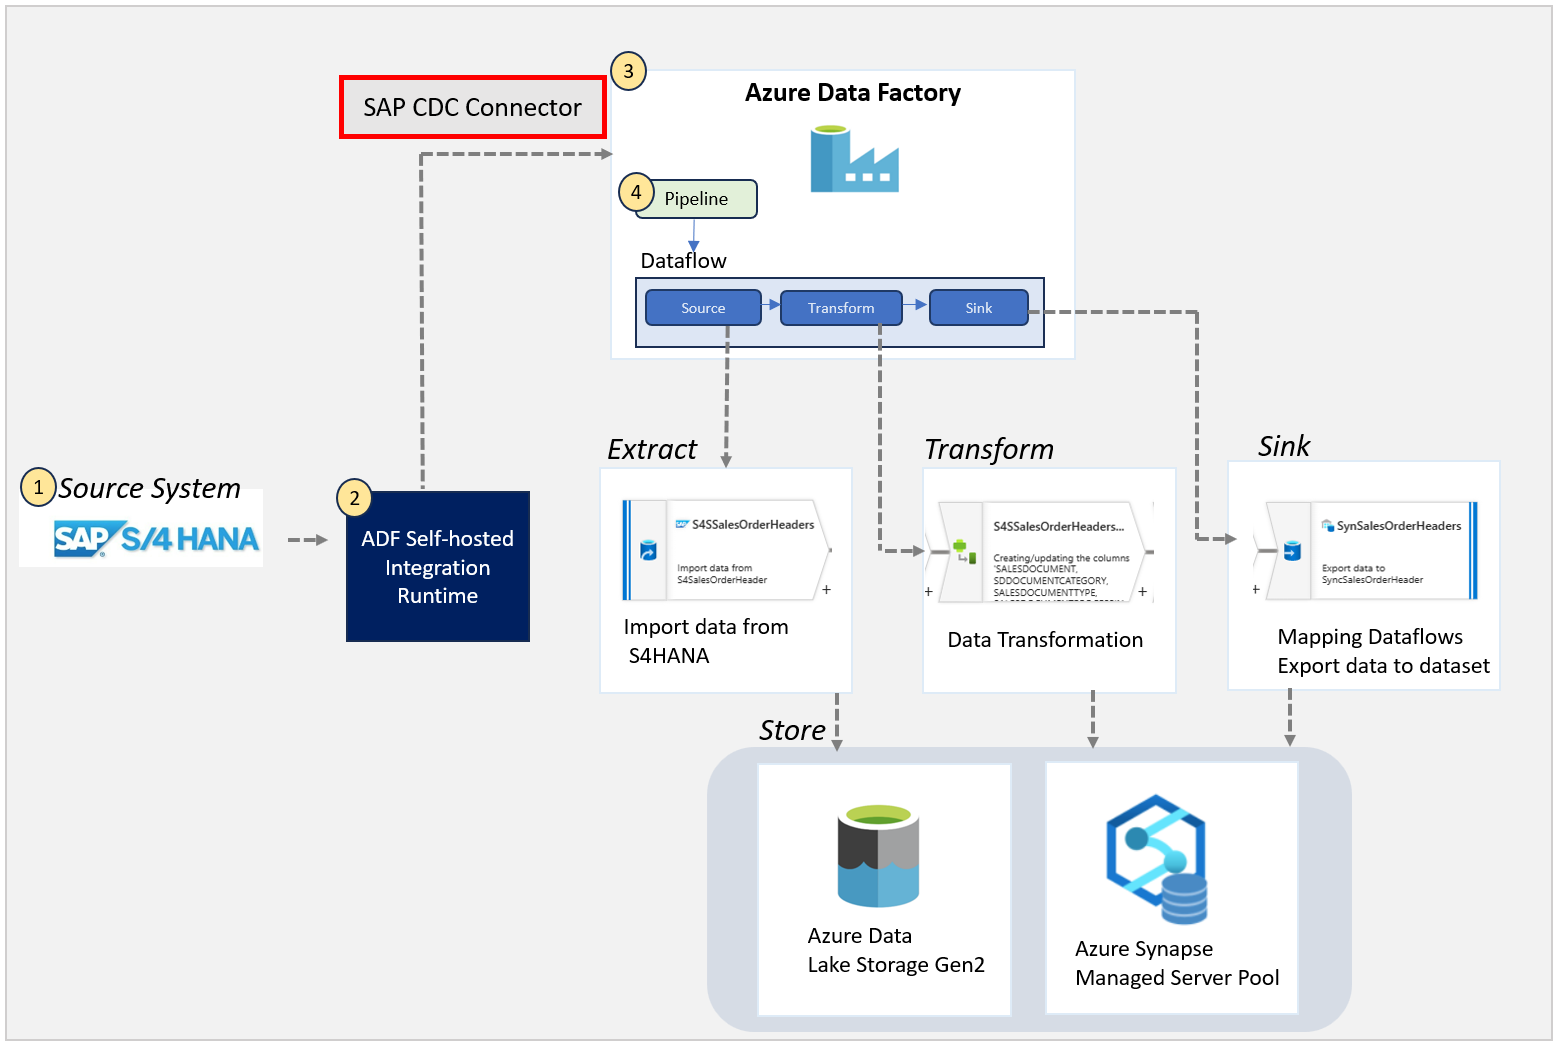 3
SAP CDC Connector
Azure Data Factory
4
Pipeline
Dataflow
Source
Transform
Sink
1
Source System
SAP S/4 HANA
2
ADF Self-hosted
Integration
Runtime
Extract
S4SSalesOrderHeaders
Import data from
S4SalesOrderHeader
+
Import data from
S4HANA
Transform
S4SSalesOrderHeaders...
Creating/updating the columns
'SALESDOCUMENT,
SDDOCUMENTCATEGORY,
SALESDOCUMENTTYPE,
+
+
Data Transformation
Sink
SynSalesOrderHeaders
Export data to
SyncSalesOrderHeader
+
Mapping Dataflows
Export data to dataset
Store
Azure Data
Lake Storage Gen2
Azure Synapse
Managed Server Pool